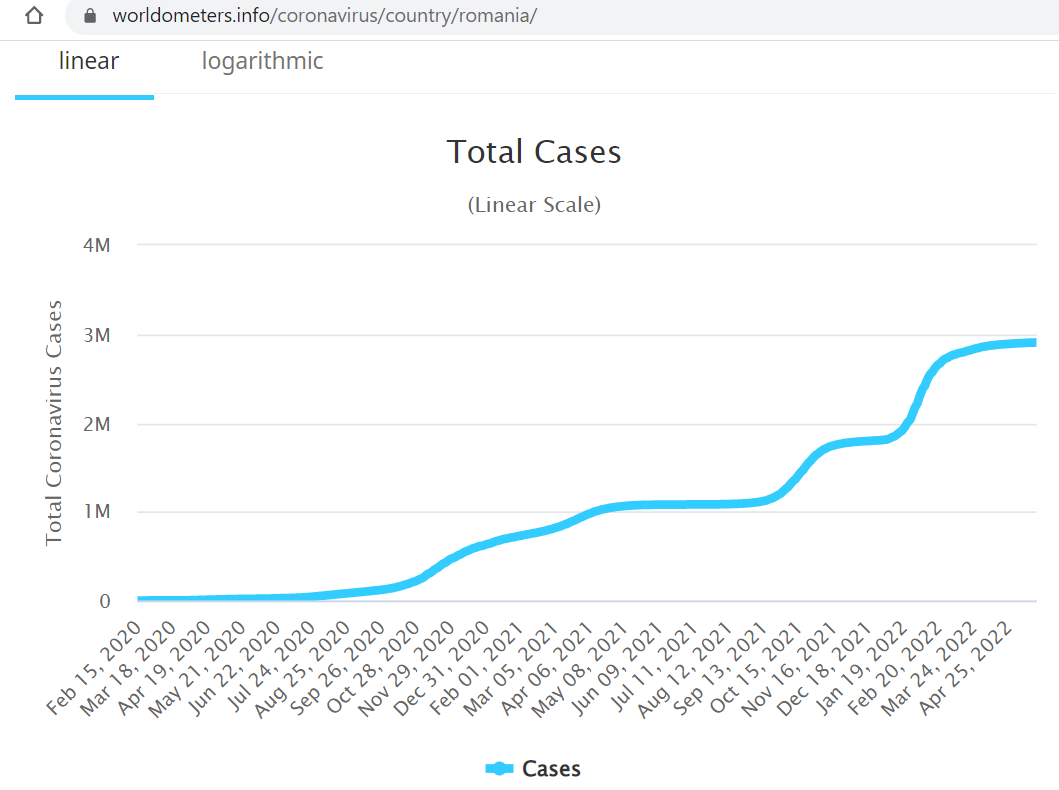 worldometers.info/coronavirus/country/romania/
linear logarithmic
Total Cases
(Linear Scale)
Total Coronavirus Cases
4M
3M
2M
1M
0
Feb 15, 2020
Mar 18, 2020
Apr 19, 2020
May 21, 2020
Jun 22, 2020
Jul 24, 2020
Aug 25, 2020
Sep 26, 2020
Oct 28, 2020
Nov 29, 2020
Dec 31, 2020
Feb 01, 2021
Mar 05, 2021
Apr 06, 2021
May 08, 2021
Jun 09, 2021
Jul 11, 2021
Aug 12, 2021
Sep 13, 2021
Oct 15, 2021
Nov 16, 2021
Dec 18, 2021
Jan 19, 2022
Feb 20, 2022
Mar 24, 2022
Apr 25, 2022
Cases